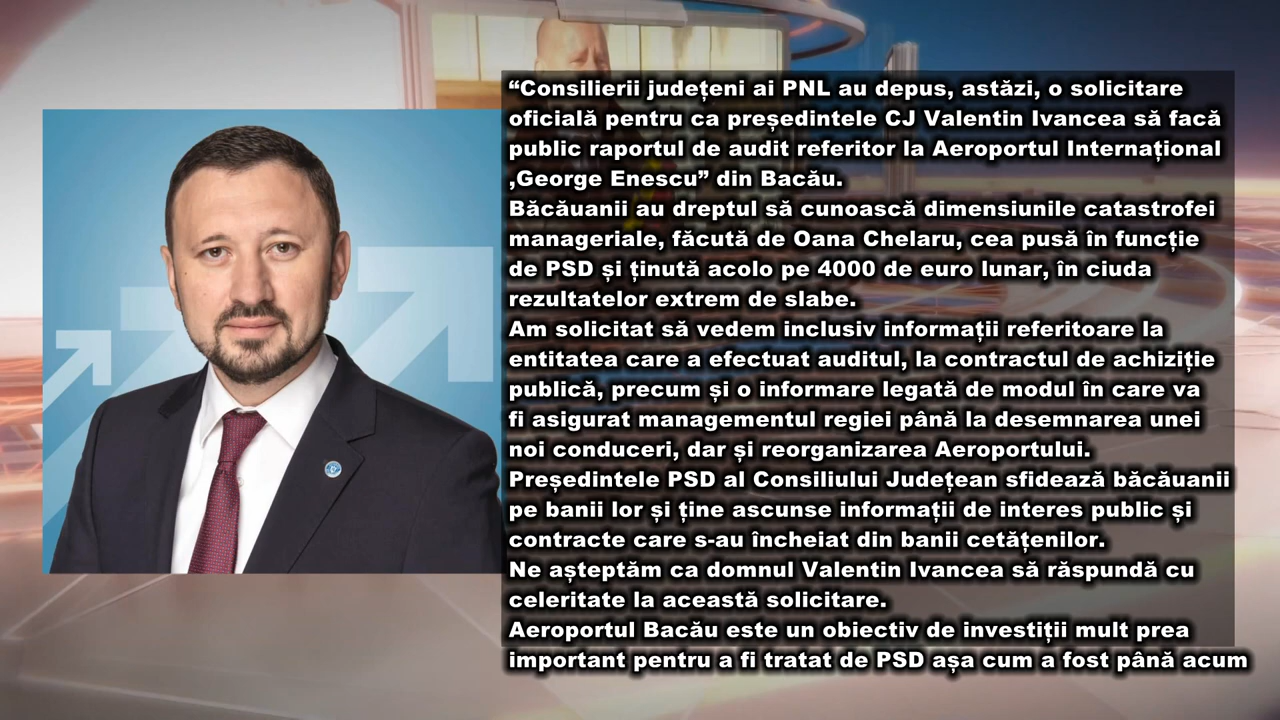 “Consilierii județeni ai PNL au depus, astăzi, o solicitare
oficială pentru ca președintele CJ Valentin Ivancea să facă
public raportul de audit referitor la Aeroportul Internațional
‚George Enescu” din Bacău.
Băcăuanii au dreptul să cunoască dimensiunile catastrofei
manageriale, făcută de Oana Chelaru, cea pusă în funcție
de PSD și ținută acolo pe 4000 de euro lunar, în ciuda
rezultatelor extrem de slabe.
Am solicitat să vedem inclusiv informații referitoare la
entitatea care a efectuat auditul, la contractul de achiziție
publică, precum și o informare legată de modul în care va
fi asigurat managementul regiei până la desemnarea unei
noi conduceri, dar și reorganizarea Aeroportului.
Președintele PSD al Consiliului Județean sfidează băcăuanii
pe banii lor și ține ascunse informații de interes public și
contracte care s-au încheiat din banii cetățenilor.
Ne așteptăm ca domnul Valentin Ivancea să răspundă cu
celeritate la această solicitare.
Aeroportul Bacău este un obiectiv de investiții mult prea
important pentru a fi tratat de PSD așa cum a fost până acum